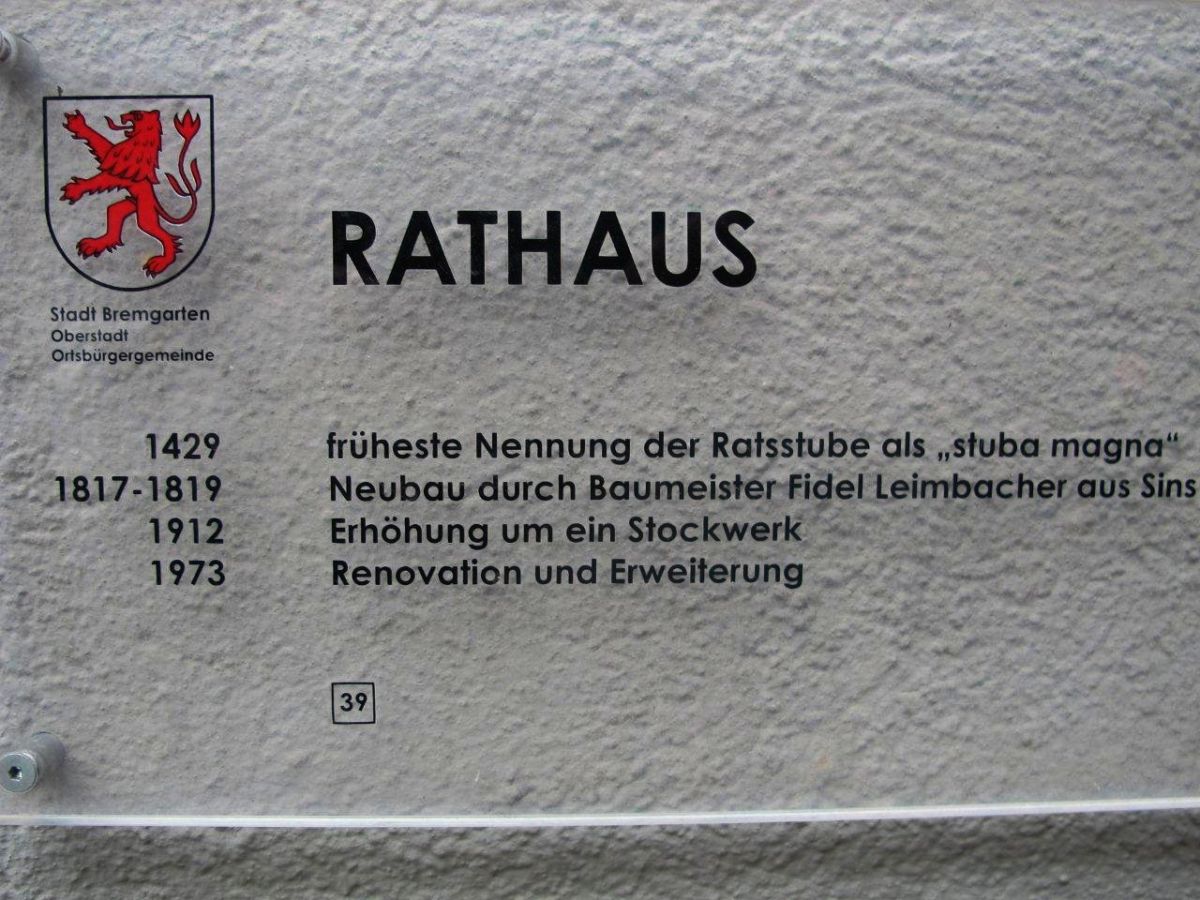 RATHAUS
Stadt Bremgarten
Oberstadt
Ortsbürgergemeinde
1429 früheste Nennung der Ratsstube als „stuba magna“
1817-1819 Neubau durch Baumeister Fidel Leimbacher aus Sins
1912 Erhöhung um ein Stockwerk
1973 Renovation und Erweiterung
39